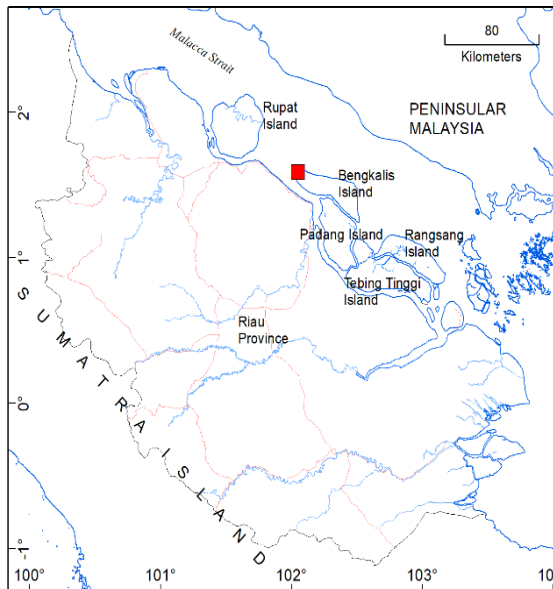 80
Kilometers
Malacca Strait
Rupat
Island
PENINSULAR
MALAYSIA
Bengkalis
Island
Padang Island
Rangsang
Island
Tebing Tinggi
Island
Riau
Province
SUMATRA ISLAND
2
1°
0°
-1°
100°
101°
102°
103°
10